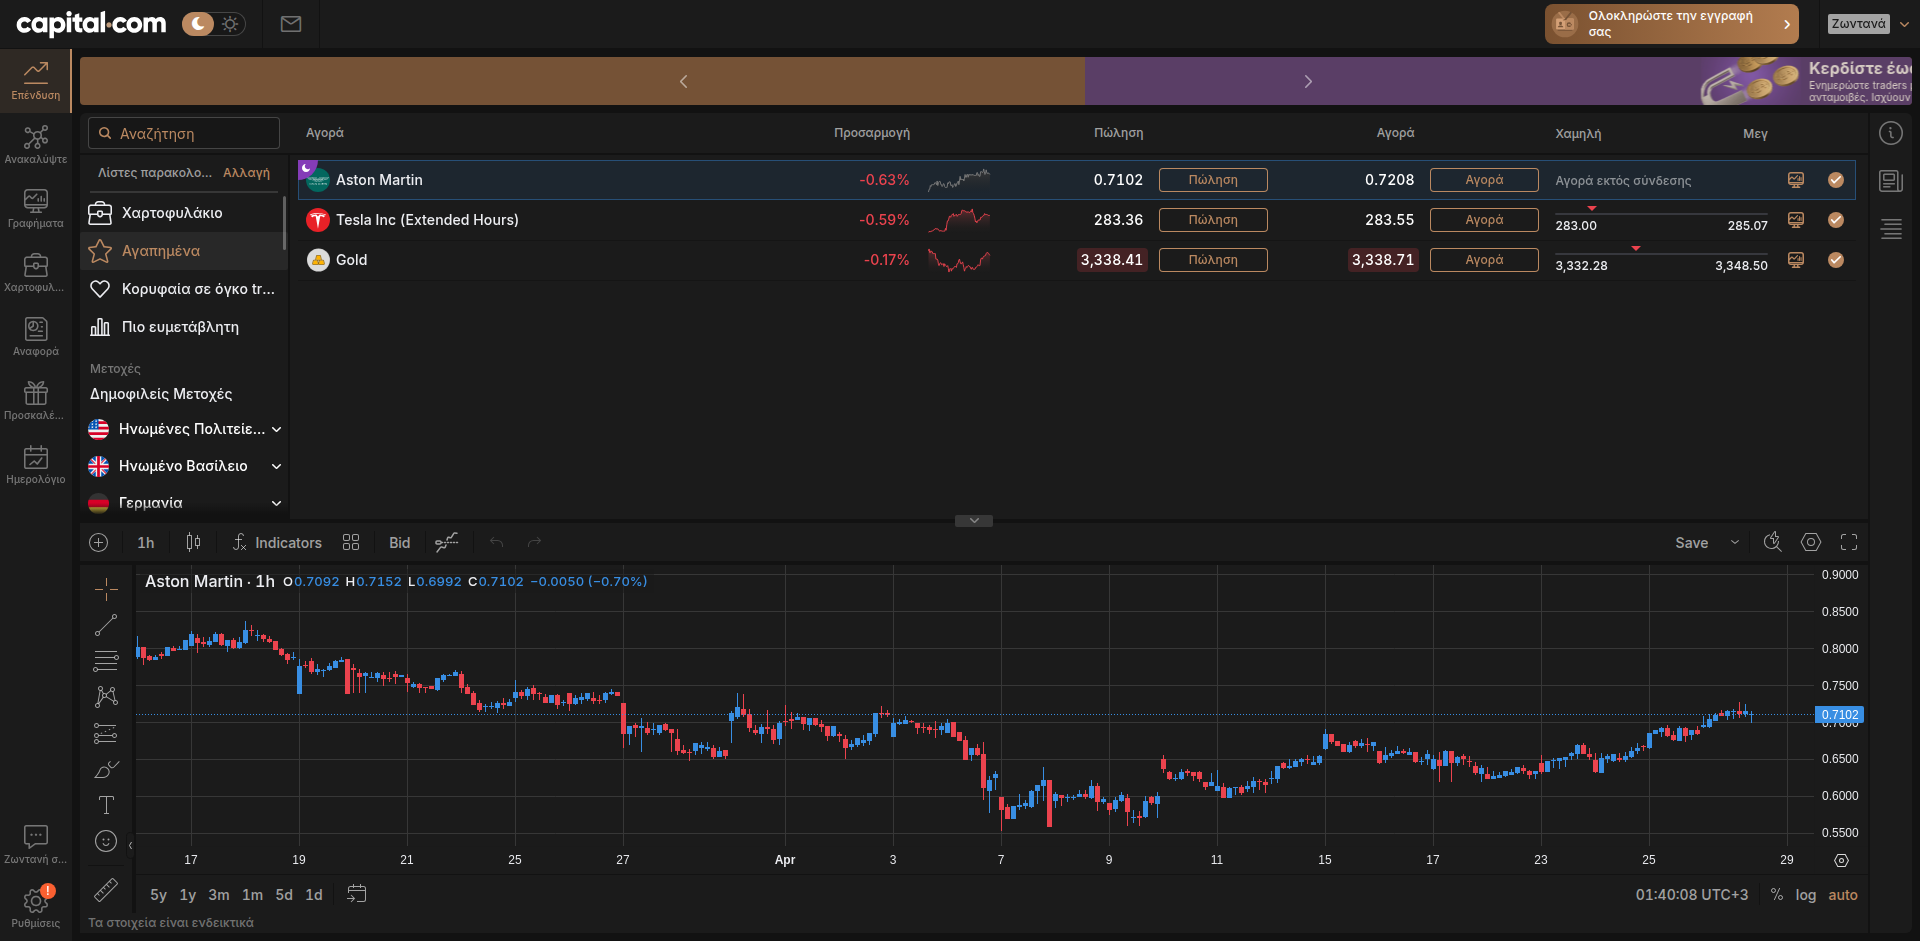 capital.com
Ολοκληρώστε την εγγραφή
σας
Ζωντανά
Επένδυση
Ανακαλύψτε
Γραφήματα
Χαρτοφυλ...
Αναφορά
Προσκαλέ...
Ημερολόγιο
Ζωντανή σ...
Ρυθμίσεις
Κερδίστε έως
Ενημερώστε traders
ανταμοιβές. Ισχύουν
Αναζήτηση
Λίστες παρακολο... Αλλαγή
Χαρτοφυλάκιο
Αγαπημένα
Κορυφαία σε όγκο tr...
Πιο ευμετάβλητη
Μετοχές
Δημοφιλείς Μετοχές
Ηνωμένες Πολιτείε...
Ηνωμένο Βασίλειο
Γερμανία
Αγορά Προσαρμογή Πώληση Αγορά Χαμηλή Μεγ
Aston Martin -0.63% 0.7102 Πώληση 0.7208 Αγορά Αγορά εκτός σύνδεσης
Tesla Inc (Extended Hours) -0.59% 283.36 Πώληση 283.55 Αγορά 283.00 285.07
Gold -0.17% 3,338.41 Πώληση 3,338.71 Αγορά 3,332.28 3,348.50
1h Indicators Bid Save
Aston Martin · 1h O0.7092 H0.7152 L0.6992 C0.7102 −0.0050 (−0.70%)
0.9000
0.8500
0.8000
0.7500
0.7102
0.7000
0.6500
0.6000
0.5500
17 19 21 25 27 Apr 3 7 9 11 15 17 23 25 29
5y 1y 3m 1m 5d 1d 01:40:08 UTC+3 % log auto
Τα στοιχεία είναι ενδεικτικά